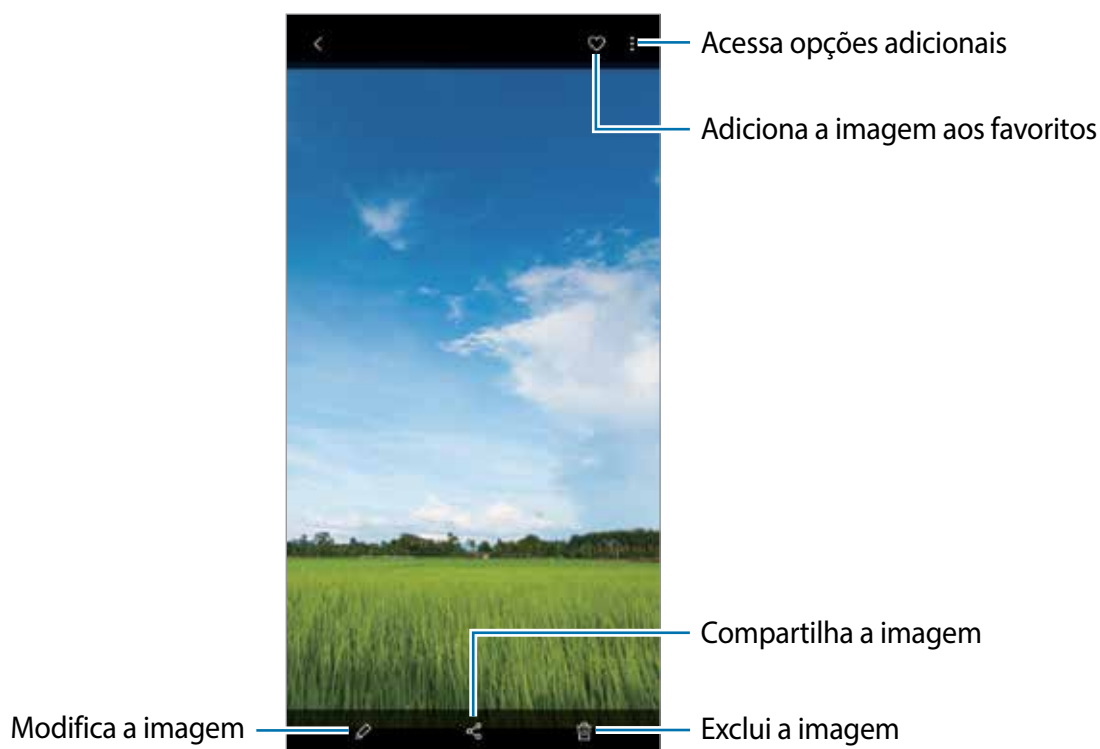 Acessa opções adicionais
Adiciona a imagem aos favoritos
Compartilha a imagem
Modifica a imagem
Exclui a imagem